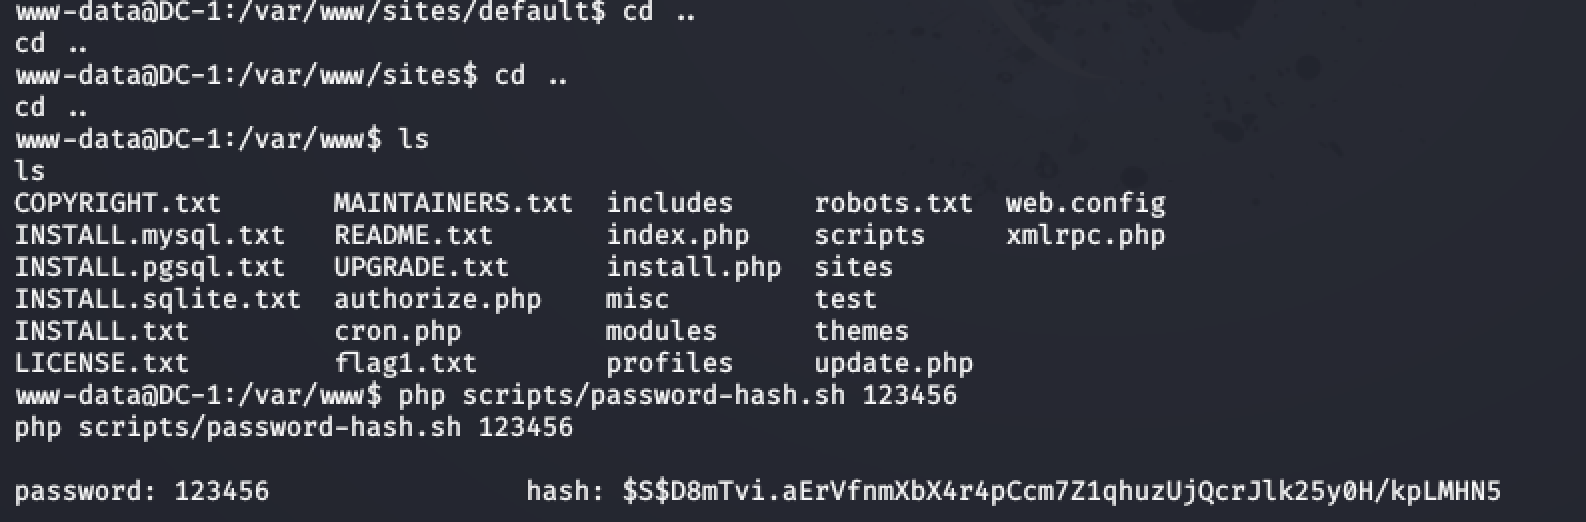 www-data@DC-1:/var/www/sites/default$ cd ..
cd ..
www-data@DC-1:/var/www/sites$ cd ..
cd ..
www-data@DC-1:/var/www$ ls
ls
COPYRIGHT.txt MAINTAINERS.txt includes robots.txt web.config
INSTALL.mysql.txt README.txt index.php scripts xmlrpc.php
INSTALL.pgsql.txt UPGRADE.txt install.php sites
INSTALL.sqlite.txt authorize.php misc test
INSTALL.txt cron.php modules themes
LICENSE.txt flag1.txt profiles update.php
www-data@DC-1:/var/www$ php scripts/password-hash.sh 123456
php scripts/password-hash.sh 123456
password: 123456 hash: $S$D8mTvi.aErVfnmXbX4r4pCcm7Z1qhuzUjQcrJlk25y0H/kpLMHN5